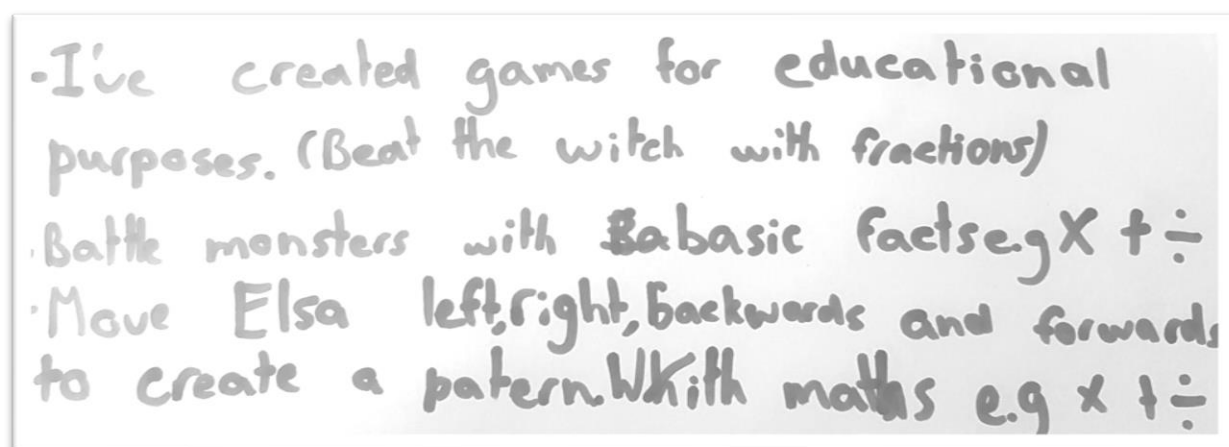 -I've created games for educational
purposes. (Beat the witch with fractions)
·Battle monsters with basic facts e.g x + ÷
·Move Elsa left, right, backwards and forwards
to create a patern. Whith maths e.g x + ÷